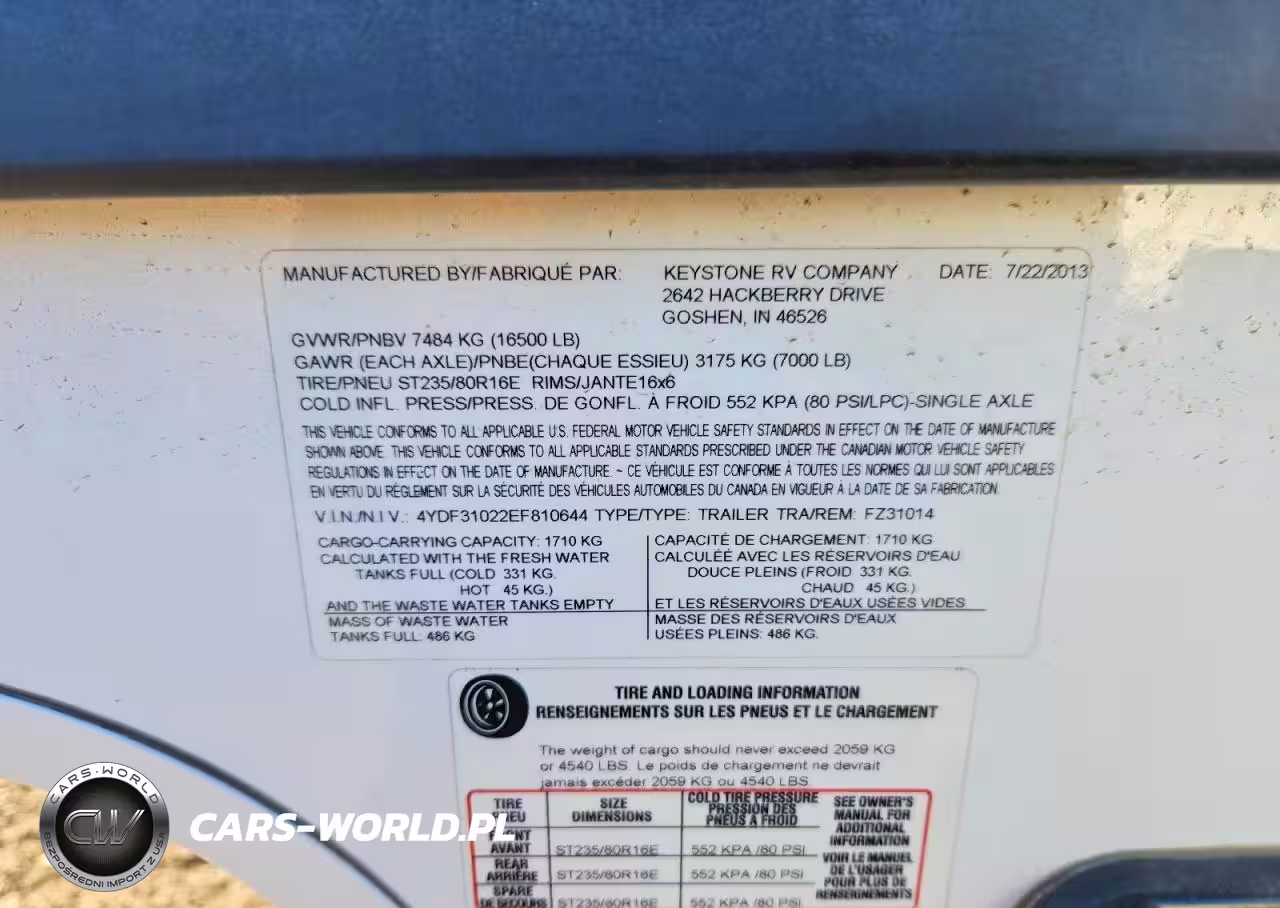 MANUFACTURED BY/FABRIQUÉ PAR: KEYSTONE RV COMPANY DATE: 7/22/2013
2642 HACKBERRY DRIVE
GOSHEN, IN 46526
GVWR/PNBV 7484 KG (16500 LB)
GAWR (EACH AXLE)/PNBE(CHAQUE ESSIEU) 3175 KG (7000 LB)
TIRE/PNEU ST235/80R16E RIMS/JANTE16x6
COLD INFL. PRESS/PRESS. DE GONFL. À FROID 552 KPA (80 PSI/LPC)-SINGLE AXLE
THIS VEHICLE CONFORMS TO ALL APPLICABLE U.S. FEDERAL MOTOR VEHICLE SAFETY STANDARDS IN EFFECT ON THE DATE OF MANUFACTURE
SHOWN ABOVE. THIS VEHICLE CONFORMS TO ALL APPLICABLE STANDARDS PRESCRIBED UNDER THE CANADIAN MOTOR VEHICLE SAFETY
REGULATIONS IN EFFECT ON THE DATE OF MANUFACTURE. ~ CE VÉHICULE EST CONFORME À TOUTES LES NORMES QUI LUI SONT APPLICABLES
EN VERTU DU RÉGLEMENT SUR LA SÉCURITÉ DES VÉHICULES AUTOMOBILES DU CANADA EN VIGUEUR À LA DATE DE SA FABRICATION.
V.I.N./N.I.V.: 4YDF31022EF810644 TYPE/TYPE: TRAILER TRA/REM: FZ31014
CARGO-CARRYING CAPACITY: 1710 KG
CALCULATED WITH THE FRESH WATER
TANKS FULL (COLD 331 KG.
HOT 45 KG.)
AND THE WASTE WATER TANKS EMPTY
MASS OF WASTE WATER
TANKS FULL: 486 KG
CAPACITÉ DE CHARGEMENT: 1710 KG
CALCULÉE AVEC LES RÉSERVOIRS D'EAU
DOUCE PLEINS (FROID 331 KG.
CHAUD 45 KG.)
ET LES RÉSERVOIRS D'EAUX USÉES VIDES
MASSE DES RÉSERVOIRS D'EAUX
USÉES PLEINS: 486 KG.
TIRE AND LOADING INFORMATION
RENSEIGNEMENTS SUR LES PNEUS ET LE CHARGEMENT
The weight of cargo should never exceed 2059 KG
or 4540 LBS. Le poids de chargement ne devrait
jamais excéder 2059 KG ou 4540 LBS.
TIRE SIZE COLD TIRE PRESSURE
DIMENSIONS PRESSION DES
PNEUS A FROID
AVANT ST235/80R16E 552 KPA /80 PSI
REAR
ARRIÈRE ST235/80R16E 552 KPA /80 PSI
SPARE
DE SECOURS ST235/80R16E 552 KPA /80 PSI
SEE OWNER'S
MANUAL FOR
ADDITIONAL
INFORMATION
VOIR LE MANUEL
DE L'USAGER
POUR PLUS DE
RENSEIGNEMENTS
CARS-WORLD
CW
BEZPOŚREDNI IMPORT Z USA
CARS-WORLD.PL